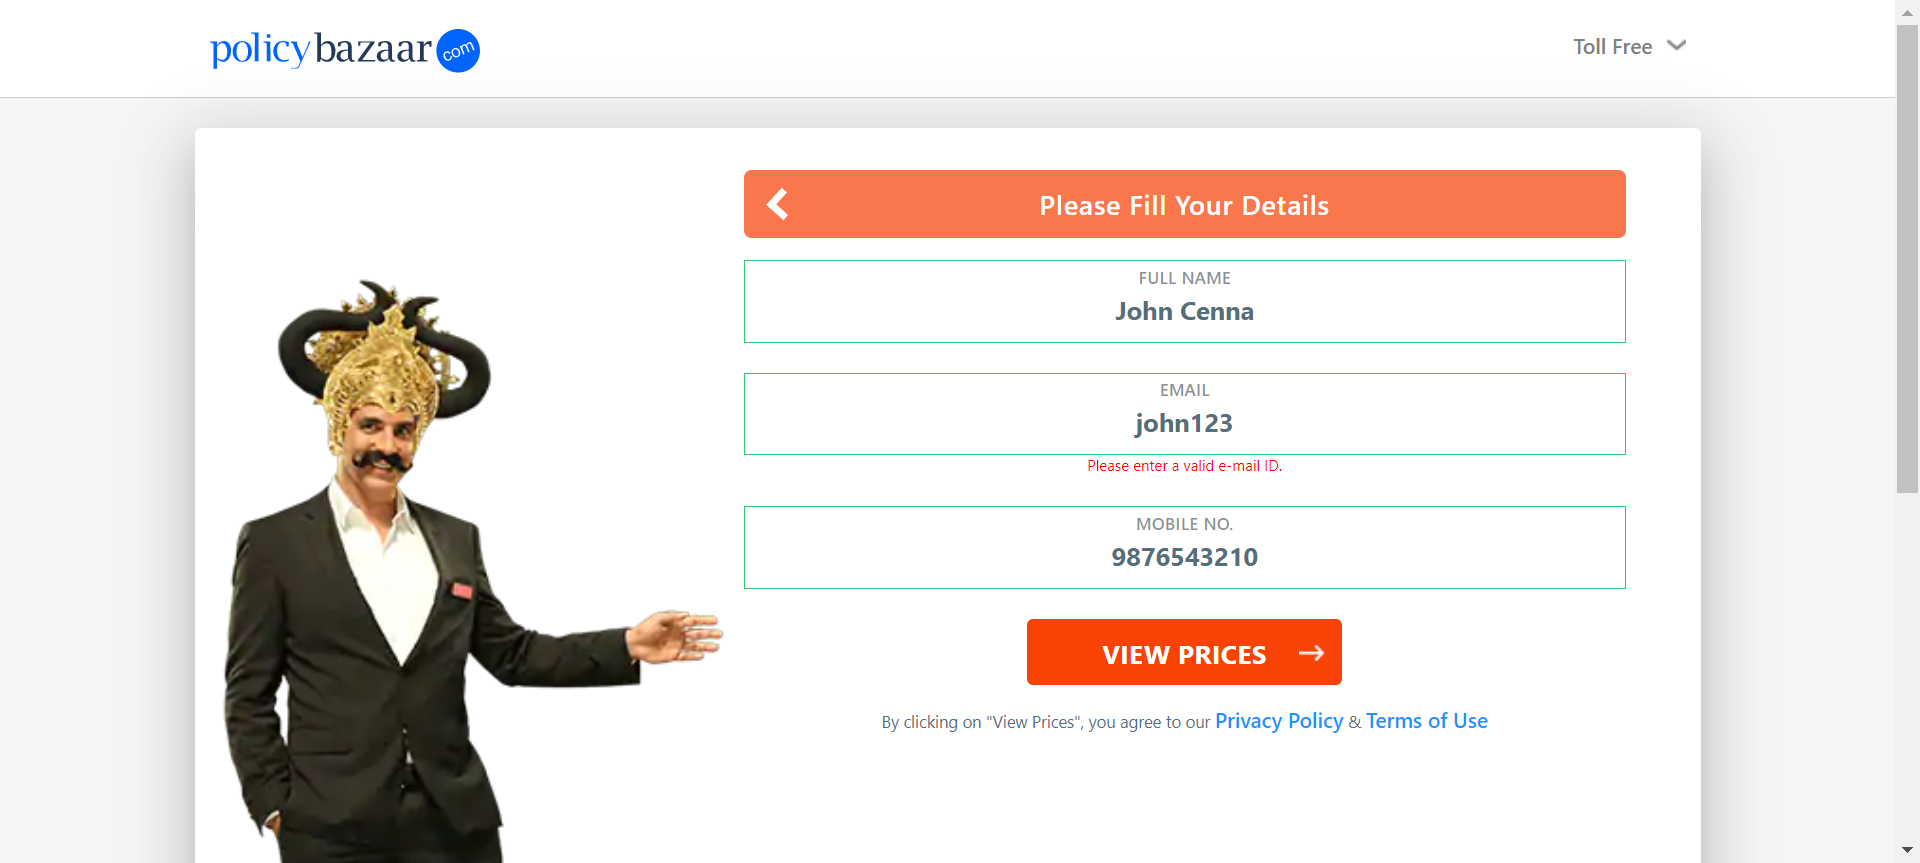 policybazaar com
Toll Free
Please Fill Your Details
FULL NAME
John Cenna
EMAIL
john123
Please enter a valid e-mail ID.
MOBILE NO.
9876543210
VIEW PRICES
By clicking on "View Prices", you agree to our Privacy Policy & Terms of Use